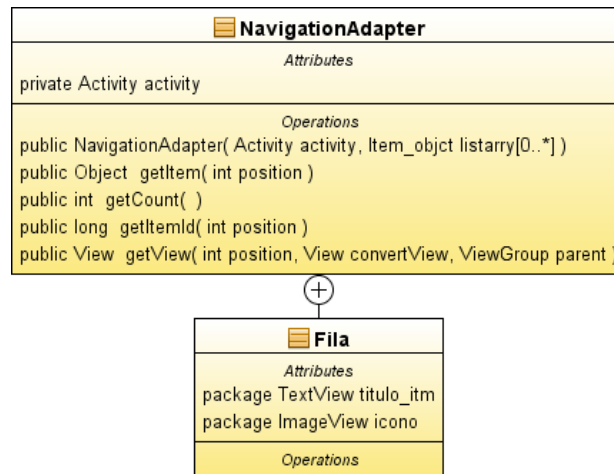 NavigationAdapter
Attributes
private Activity activity
Operations
public NavigationAdapter( Activity activity, Item_objct listarry[0..*] )
public Object getItem( int position )
public int getCount( )
public long getItemId( int position )
public View getView( int position, View convertView, ViewGroup parent )
Fila
Attributes
package TextView titulo_itm
package ImageView icono
Operations